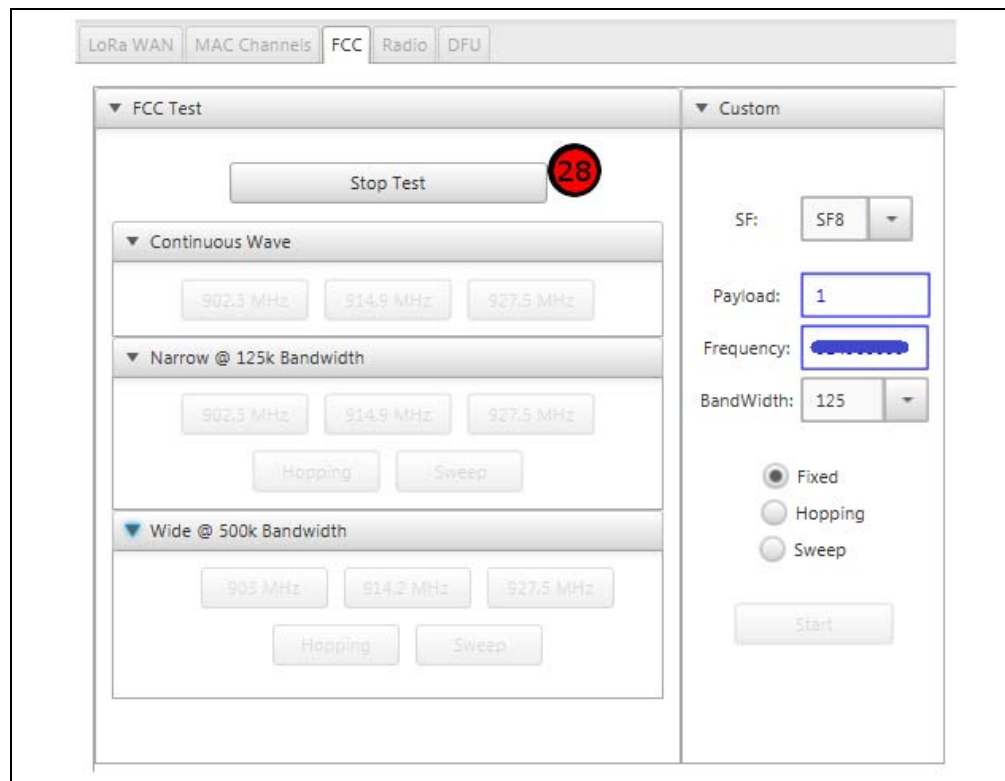 LoRa WAN MAC Channels FCC Radio DFU
FCC Test
Stop Test
28
Continuous Wave
902.3 MHz 914.9 MHz 927.5 MHz
Narrow @ 125k Bandwidth
902.3 MHz 914.9 MHz 927.5 MHz
Hopping Sweep
Wide @ 500k Bandwidth
903 MHz 914.2 MHz 927.5 MHz
Hopping Sweep
Custom
SF: SF8
Payload: 1
Frequency:
BandWidth: 125
Fixed
Hopping
Sweep
Start